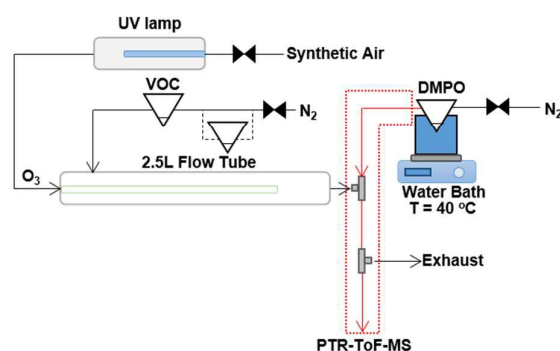 UV lamp
Synthetic Air
VOC
N2
DMPO
N2
2.5L Flow Tube
O3
Water Bath
T = 40 °C
Exhaust
PTR-ToF-MS